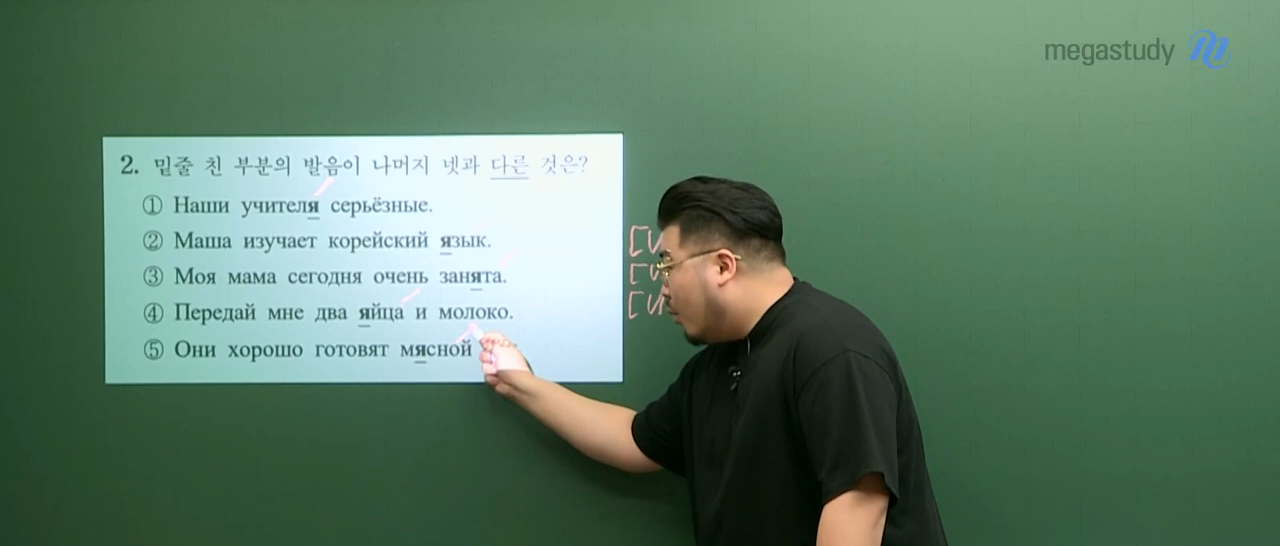 megastudy
2. 밑줄 친 부분의 발음이 나머지 넷과 다른 것은?
① Наши учителя серьёзные.
② Маша изучает корейский язык.
③ Моя мама сегодня очень занята.
④ Передай мне два яйца и молоко.
⑤ Они хорошо готовят мясной